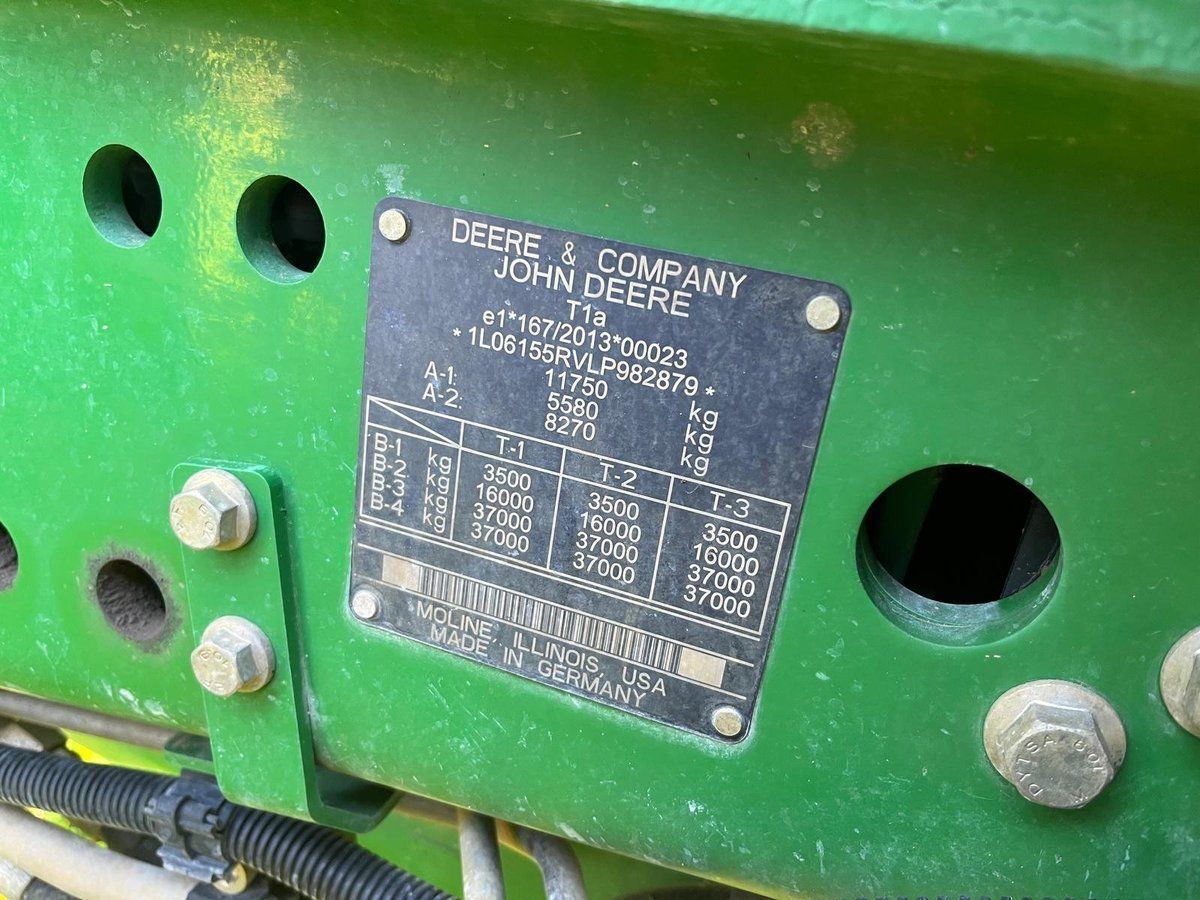 DEERE & COMPANY
JOHN DEERE
T1a
e1*167/2013*00023
* 1L06155RVLP982879 *
11750 kg
A-1: 5580 kg
A-2: 8270 kg
T-1 T-2 T-3
B-1 kg 3500 3500 3500
B-2 kg 16000 16000 16000
B-3 kg 37000 37000 37000
B-4 kg 37000 37000 37000
MOLINE, ILLINOIS, USA
MADE IN GERMANY